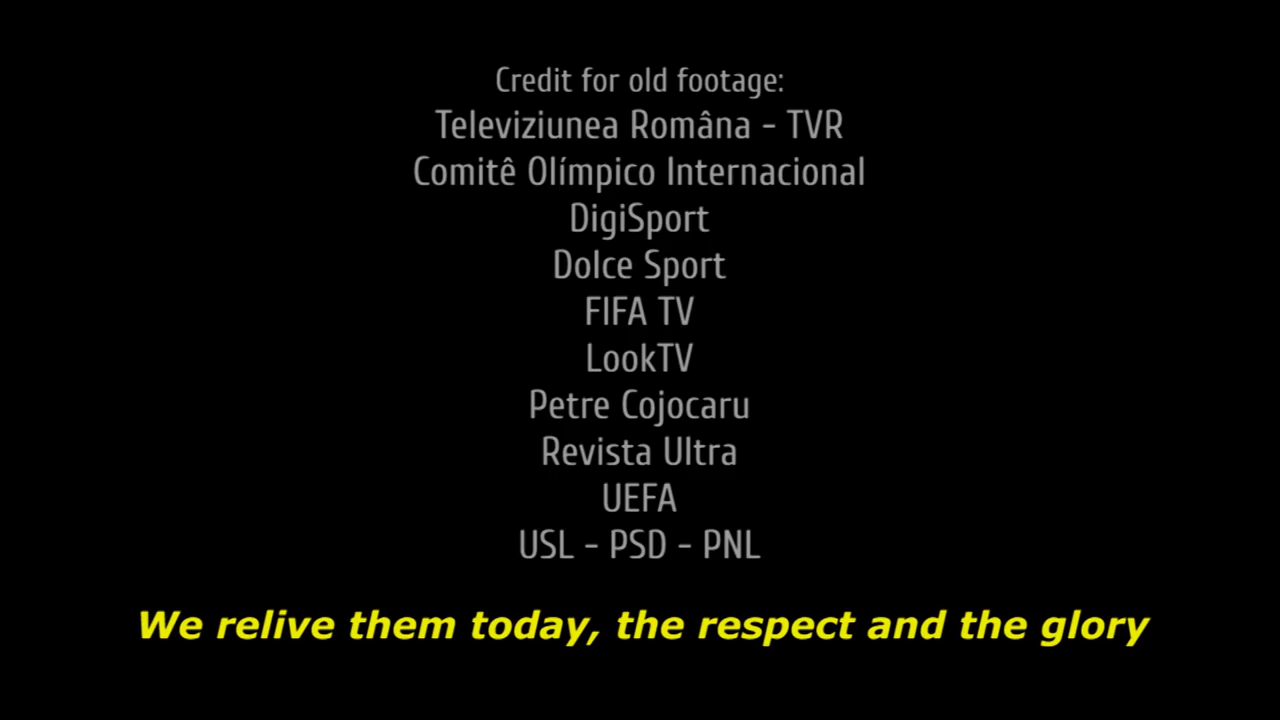 Credit for old footage:
Televiziunea Româna - TVR
Comitê Olímpico Internacional
DigiSport
Dolce Sport
FIFA TV
LookTV
Petre Cojocaru
Revista Ultra
UEFA
USL - PSD - PNL
We relive them today, the respect and the glory